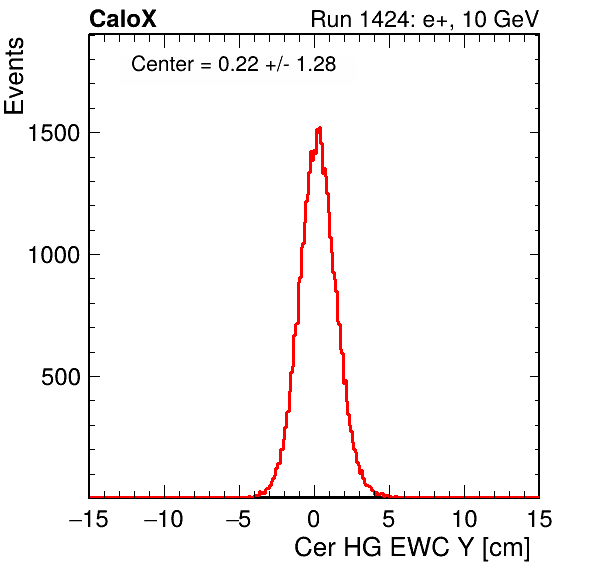 CaloX Run 1424: e+, 10 GeV
Center = 0.22 +/- 1.28
Events
1500
1000
500
−15 −10 −5 0 5 10 15
Cer HG EWC Y [cm]